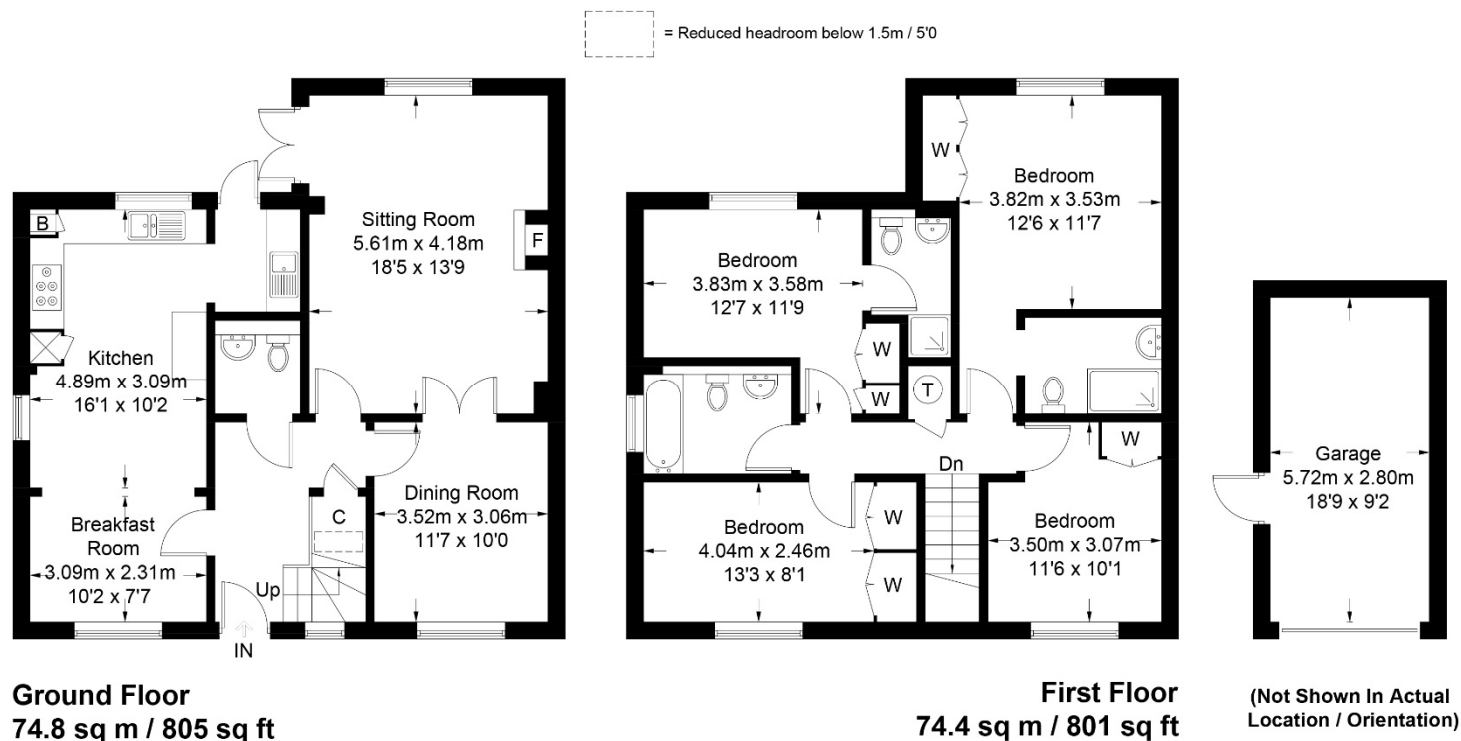 = Reduced headroom below 1.5m / 5'0
B
Kitchen
4.89m x 3.09m
16'1 x 10'2
Breakfast
Room
3.09m x 2.31m
10'2 x 7'7
Sitting Room
5.61m x 4.18m
18'5 x 13'9
F
C
Up
IN
Dining Room
3.52m x 3.06m
11'7 x 10'0
Ground Floor
74.8 sq m / 805 sq ft
Bedroom
3.83m x 3.58m
12'7 x 11'9
W
W
W
Bedroom
3.82m x 3.53m
12'6 x 11'7
T
Dn
Bedroom
4.04m x 2.46m
13'3 x 8'1
W
W
W
Bedroom
3.50m x 3.07m
11'6 x 10'1
First Floor
74.4 sq m / 801 sq ft
Garage
5.72m x 2.80m
18'9 x 9'2
(Not Shown In Actual
Location / Orientation)